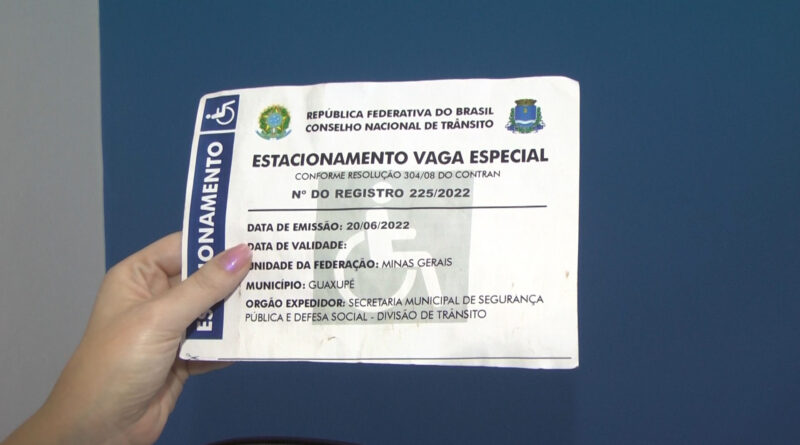 ESTACIONAMENTO
REPÚBLICA FEDERATIVA DO BRASIL
CONSELHO NACIONAL DE TRÂNSITO
ESTACIONAMENTO VAGA ESPECIAL
CONFORME RESOLUÇÃO 304/08 DO CONTRAN
Nº DO REGISTRO 225/2022
DATA DE EMISSÃO: 20/06/2022
DATA DE VALIDADE:
UNIDADE DA FEDERAÇÃO: MINAS GERAIS
MUNICÍPIO: GUAXUPÉ
ORGÃO EXPEDIDOR: SECRETARIA MUNICIPAL DE SEGURANÇA
PÚBLICA E DEFESA SOCIAL - DIVISÃO DE TRÂNSITO